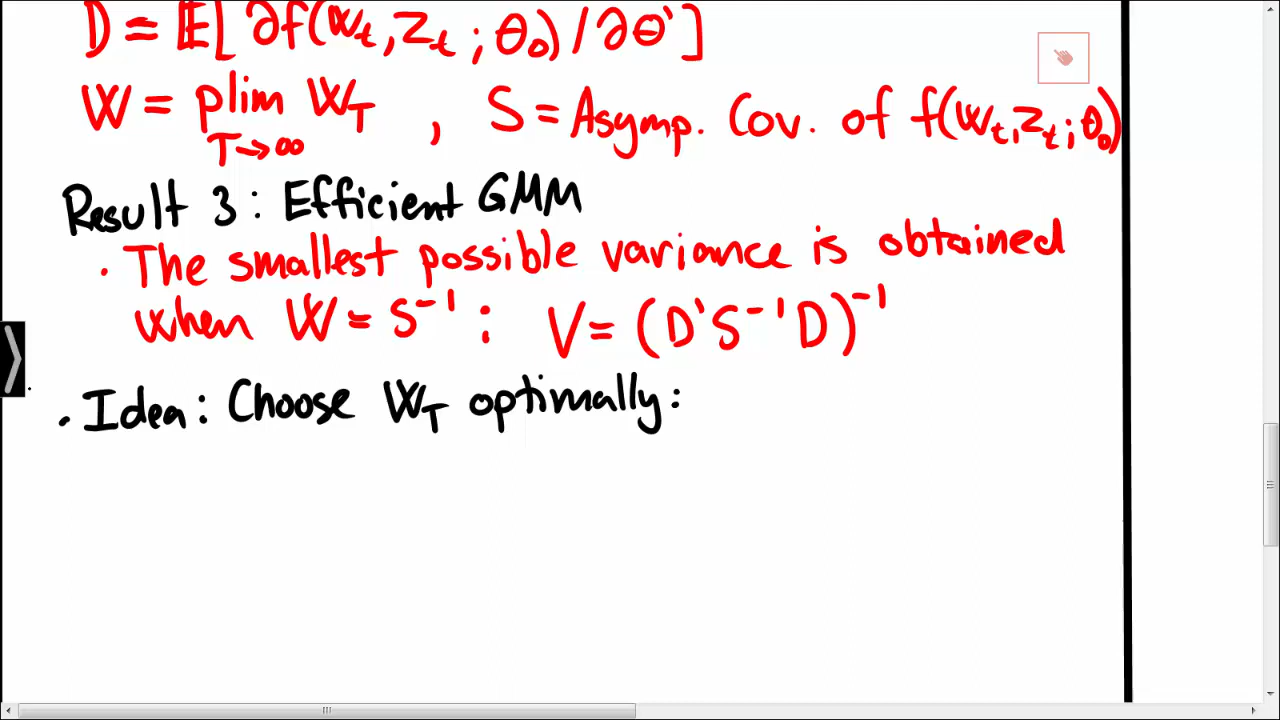 D = E[ ∂f(w_t, z_t ; θ_0) / ∂θ' ]
W = plim W_T , S = Asymp. Cov. of f(w_t, z_t ; θ_0)
T→∞
Result 3 : Efficient GMM
· The smallest possible variance is obtained
when W = S^{-1} : V = (D'S^{-1}D)^{-1}
· Idea : Choose W_T optimally :